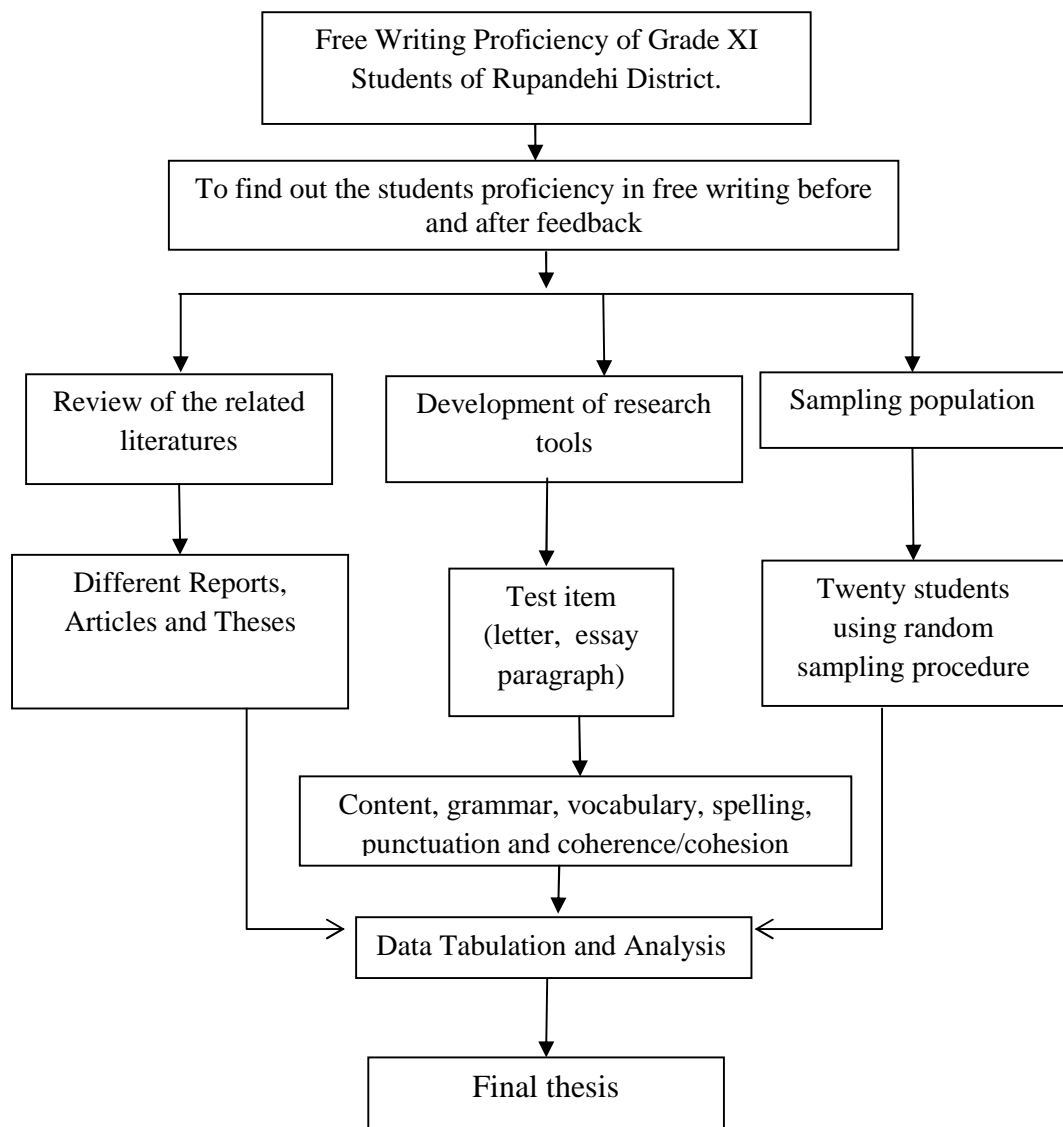 Free Writing Proficiency of Grade XI
Students of Rupandehi District.
To find out the students proficiency in free writing before
and after feedback
Review of the related
literatures
Development of research
tools
Sampling population
Different Reports,
Articles and Theses
Test item
(letter, essay
paragraph)
Twenty students
using random
sampling procedure
Content, grammar, vocabulary, spelling,
punctuation and coherence/cohesion
Data Tabulation and Analysis
Final thesis